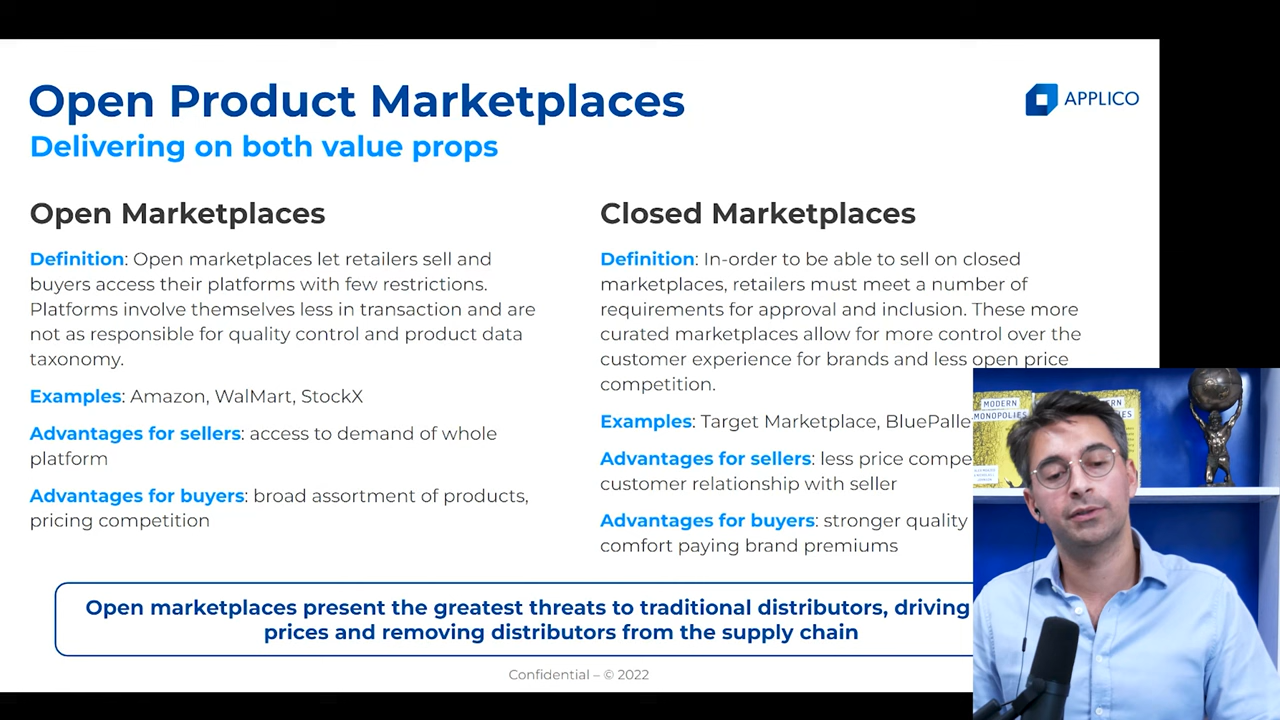 Open Product Marketplaces
Delivering on both value props
APPLICO
Open Marketplaces
Definition: Open marketplaces let retailers sell and
buyers access their platforms with few restrictions.
Platforms involve themselves less in transaction and are
not as responsible for quality control and product data
taxonomy.
Examples: Amazon, WalMart, StockX
Advantages for sellers: access to demand of whole
platform
Advantages for buyers: broad assortment of products,
pricing competition
Closed Marketplaces
Definition: In-order to be able to sell on closed
marketplaces, retailers must meet a number of
requirements for approval and inclusion. These more
curated marketplaces allow for more control over the
customer experience for brands and less open price
competition.
Examples: Target Marketplace, BluePalle
Advantages for sellers: less price compe
customer relationship with seller
Advantages for buyers: stronger quality
comfort paying brand premiums
Open marketplaces present the greatest threats to traditional distributors, driving
prices and removing distributors from the supply chain
Confidential – © 2022
MODERN
MONOPOLIES